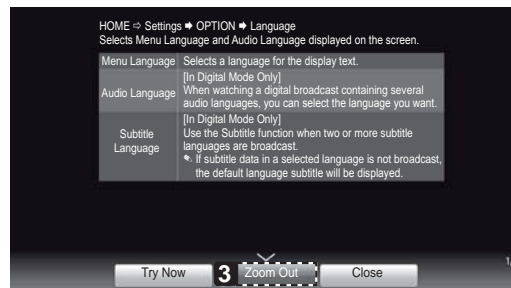 HOME ⇨ Settings ➡ OPTION ➡ Language
Selects Menu Language and Audio Language displayed on the screen.
Menu Language Selects a language for the display text.
Audio Language
[In Digital Mode Only]
When watching a digital broadcast containing several
audio languages, you can select the language you want.
Subtitle
Language
[In Digital Mode Only]
Use the Subtitle function when two or more subtitle
languages are broadcast.
If subtitle data in a selected language is not broadcast,
the default language subtitle will be displayed.
Try Now 3 Zoom Out Close